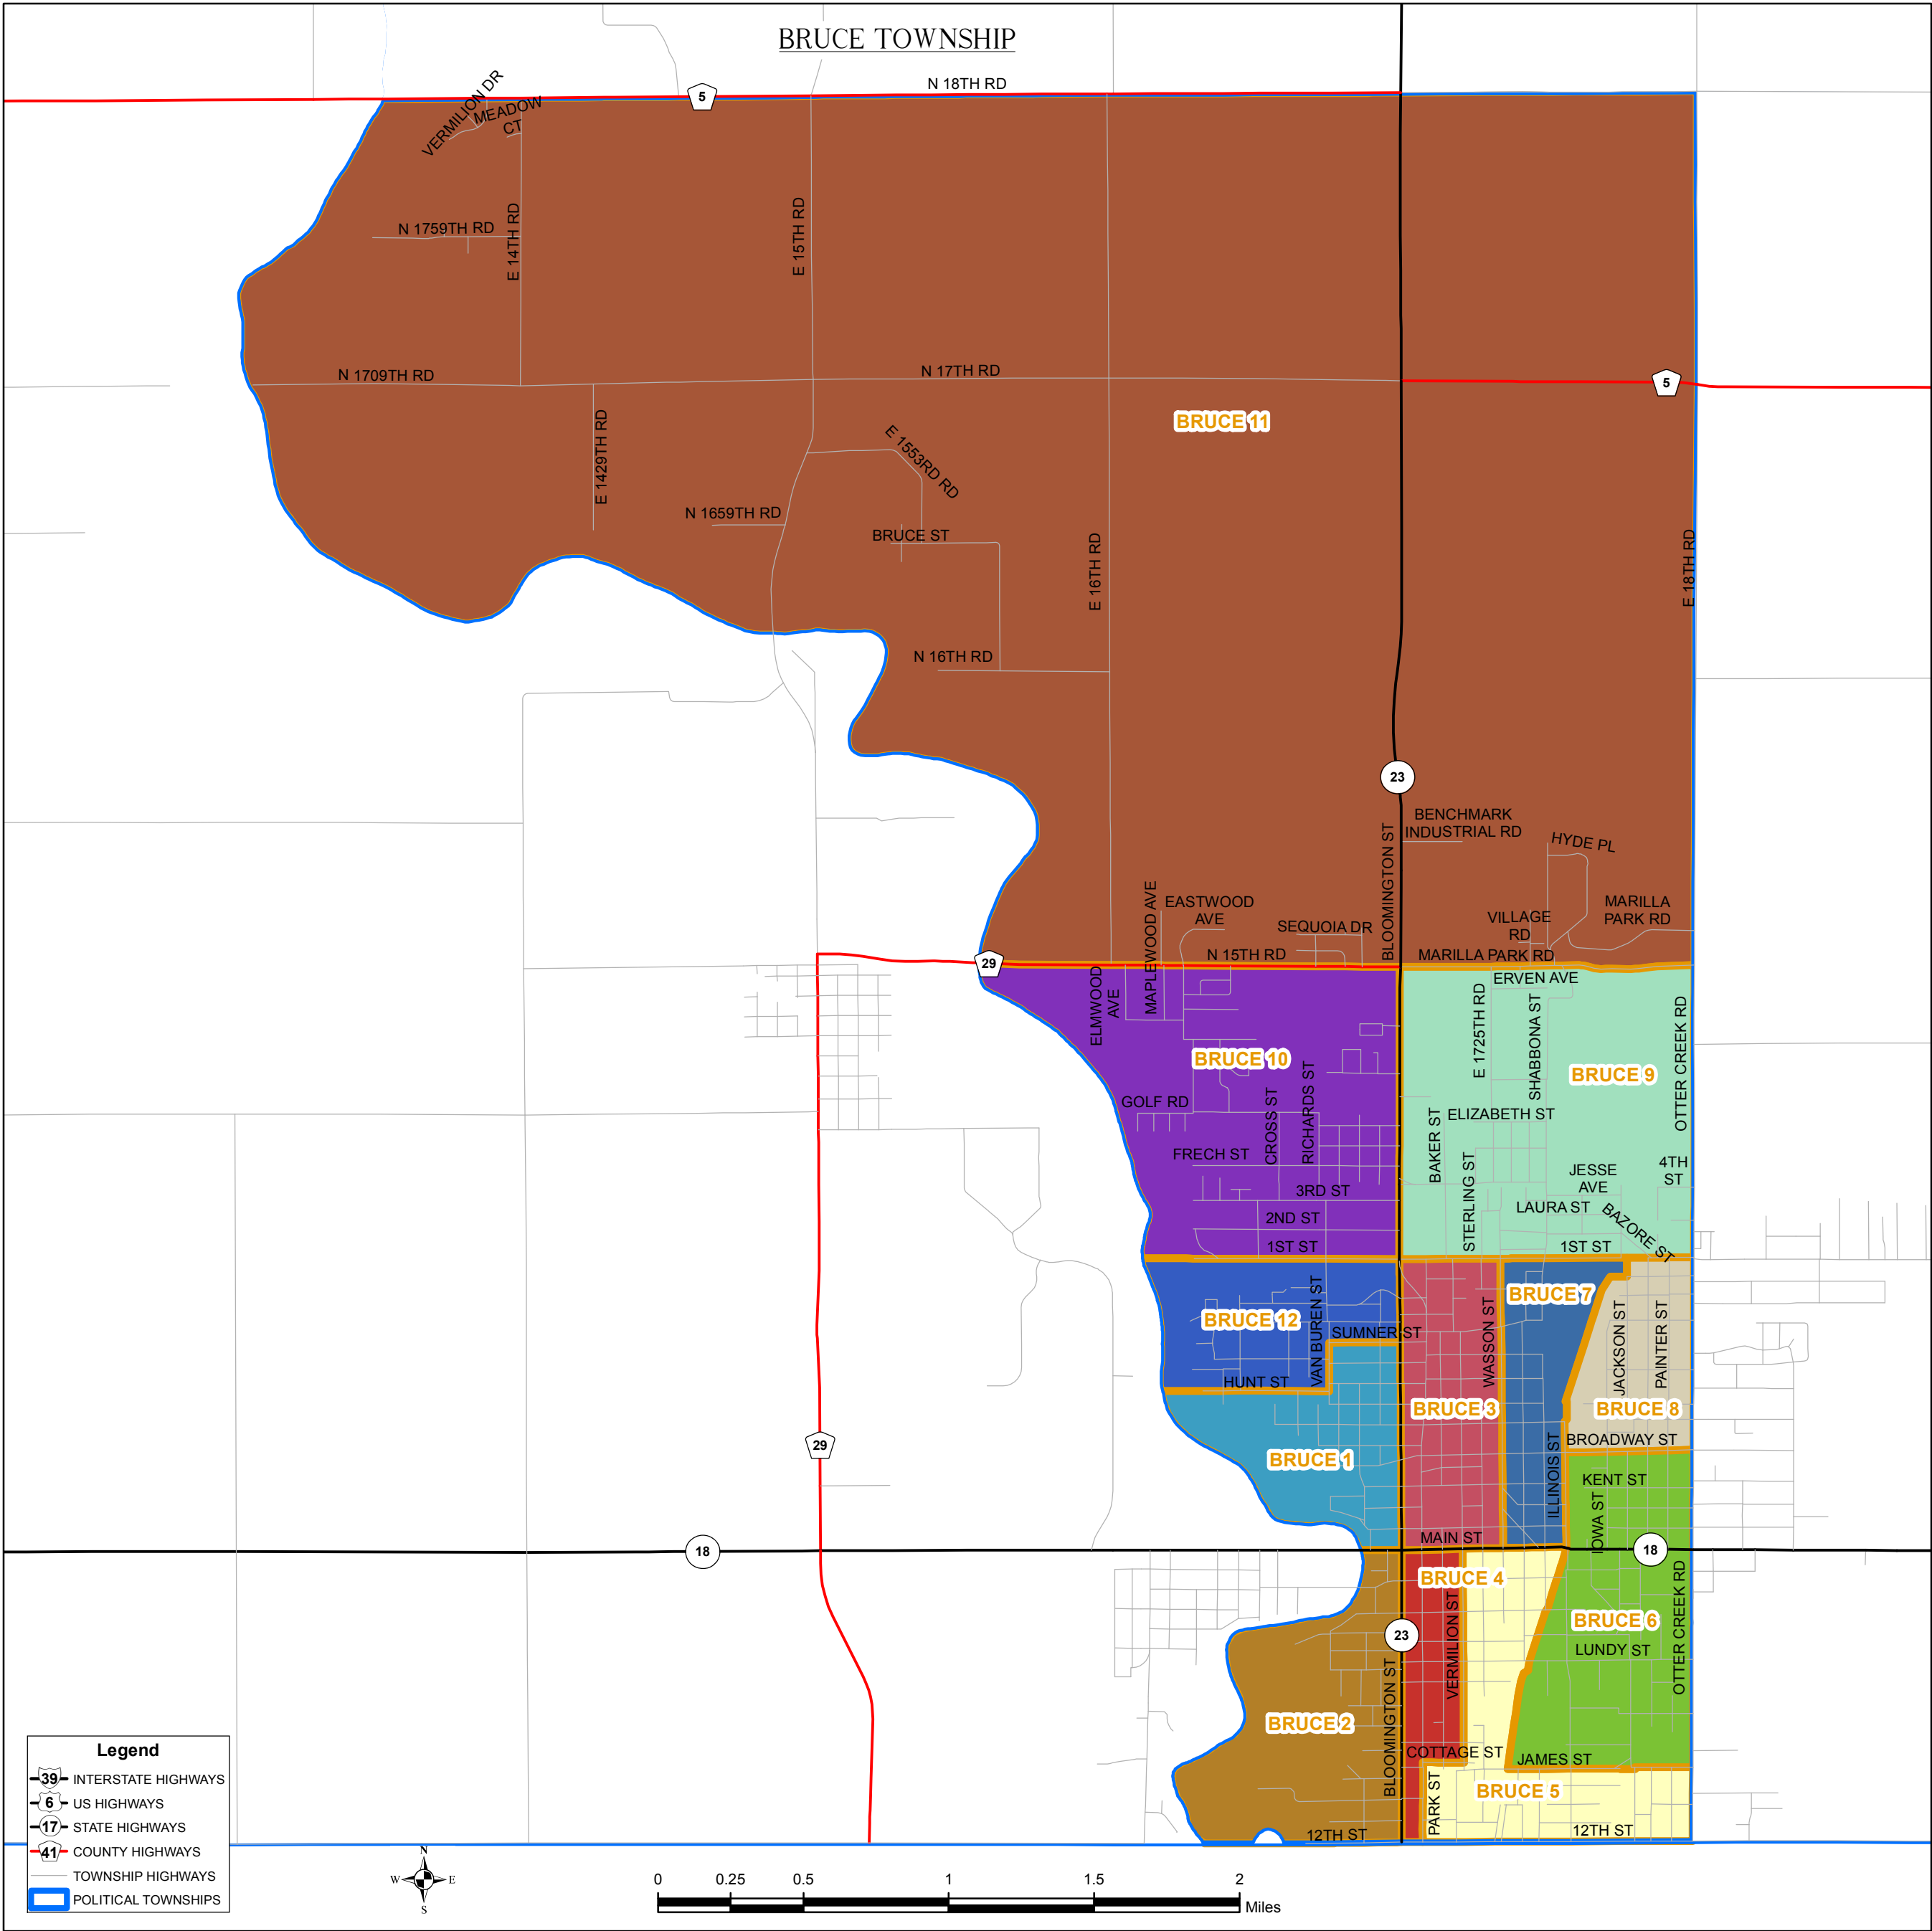 BRUCE TOWNSHIP
N 18TH RD
5
VERMILION DR
MEADOW
CT
N 1759TH RD
E 14TH RD
E 15TH RD
N 1709TH RD
N 17TH RD
5
BRUCE 11
E 1429TH RD
E 1553RD RD
N 1659TH RD
BRUCE ST
E 16TH RD
E 18TH RD
N 16TH RD
23
BENCHMARK
INDUSTRIAL RD
HYDE PL
BLOOMINGTON ST
MAPLEWOOD AVE
EASTWOOD
AVE
SEQUOIA DR
VILLAGE
RD
MARILLA
PARK RD
N 15TH RD
MARILLA PARK RD
29
ELMWOOD
AVE
ERVEN AVE
E 1725TH RD
SHABBONA ST
OTTER CREEK RD
BRUCE 10
BRUCE 9
GOLF RD
CROSS ST
RICHARDS ST
BAKER ST
ELIZABETH ST
FRECH ST
STERLING ST
JESSE
AVE
4TH
ST
3RD ST
LAURA ST
BAZORE ST
2ND ST
1ST ST
1ST ST
BRUCE 7
BRUCE 12
VAN BUREN ST
SUMNER ST
WASSON ST
JACKSON ST
PAINTER ST
HUNT ST
BRUCE 3
BRUCE 8
29
BRUCE 1
ILLINOIS ST
BROADWAY ST
KENT ST
IOWA ST
MAIN ST
18
18
BRUCE 4
VERMILION ST
BRUCE 6
23
LUNDY ST
OTTER CREEK RD
BRUCE 2
BLOOMINGTON ST
COTTAGE ST
JAMES ST
PARK ST
BRUCE 5
12TH ST
12TH ST
Legend
39 INTERSTATE HIGHWAYS
6 US HIGHWAYS
17 STATE HIGHWAYS
41 COUNTY HIGHWAYS
TOWNSHIP HIGHWAYS
POLITICAL TOWNSHIPS
N
W E
S
0 0.25 0.5 1 1.5 2
Miles